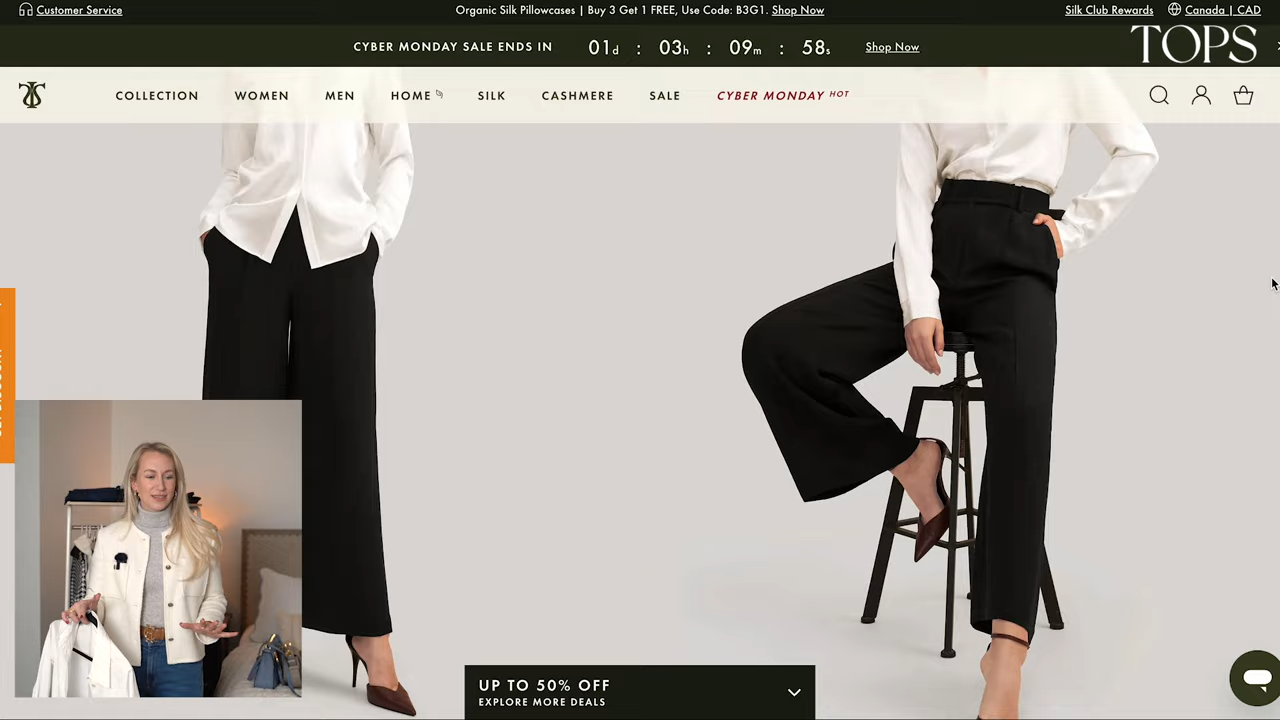 Customer Service
Organic Silk Pillowcases | Buy 3 Get 1 FREE, Use Code: B3G1. Shop Now
Silk Club Rewards
Canada | CAD
CYBER MONDAY SALE ENDS IN
01d : 03h : 09m : 58s
Shop Now
TOPS
COLLECTION
WOMEN
MEN
HOME
SILK
CASHMERE
SALE
CYBER MONDAY HOT
UP TO 50% OFF
EXPLORE MORE DEALS